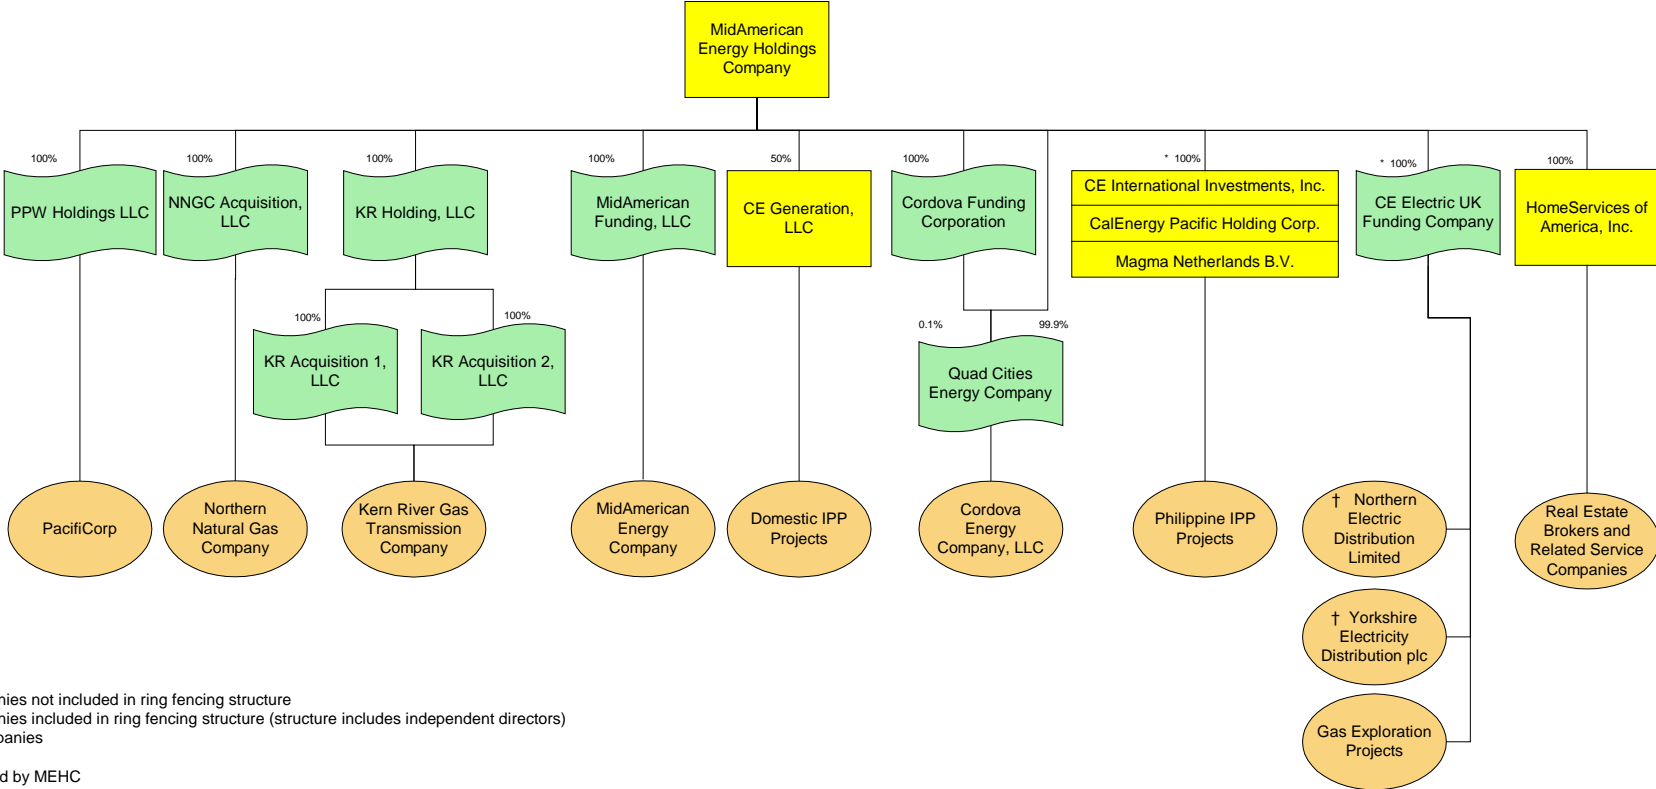 MidAmerican
Energy Holdings
Company
100%
100%
100%
100%
50%
100%
* 100%
* 100%
100%
PPW Holdings LLC
NNGC Acquisition,
LLC
KR Holding, LLC
MidAmerican
Funding, LLC
CE Generation,
LLC
Cordova Funding
Corporation
CE International Investments, Inc.
CalEnergy Pacific Holding Corp.
Magma Netherlands B.V.
CE Electric UK
Funding Company
HomeServices of
America, Inc.
100%
100%
0.1%
99.9%
KR Acquisition 1,
LLC
KR Acquisition 2,
LLC
Quad Cities
Energy Company
PacifiCorp
Northern
Natural Gas
Company
Kern River Gas
Transmission
Company
MidAmerican
Energy
Company
Domestic IPP
Projects
Cordova
Energy
Company, LLC
Philippine IPP
Projects
† Northern
Electric
Distribution
Limited
Real Estate
Brokers and
Related Service
Companies
† Yorkshire
Electricity
Distribution plc
Gas Exploration
Projects
nies not included in ring fencing structure
nies included in ring fencing structure (structure includes independent directors)
panies
d by MEHC